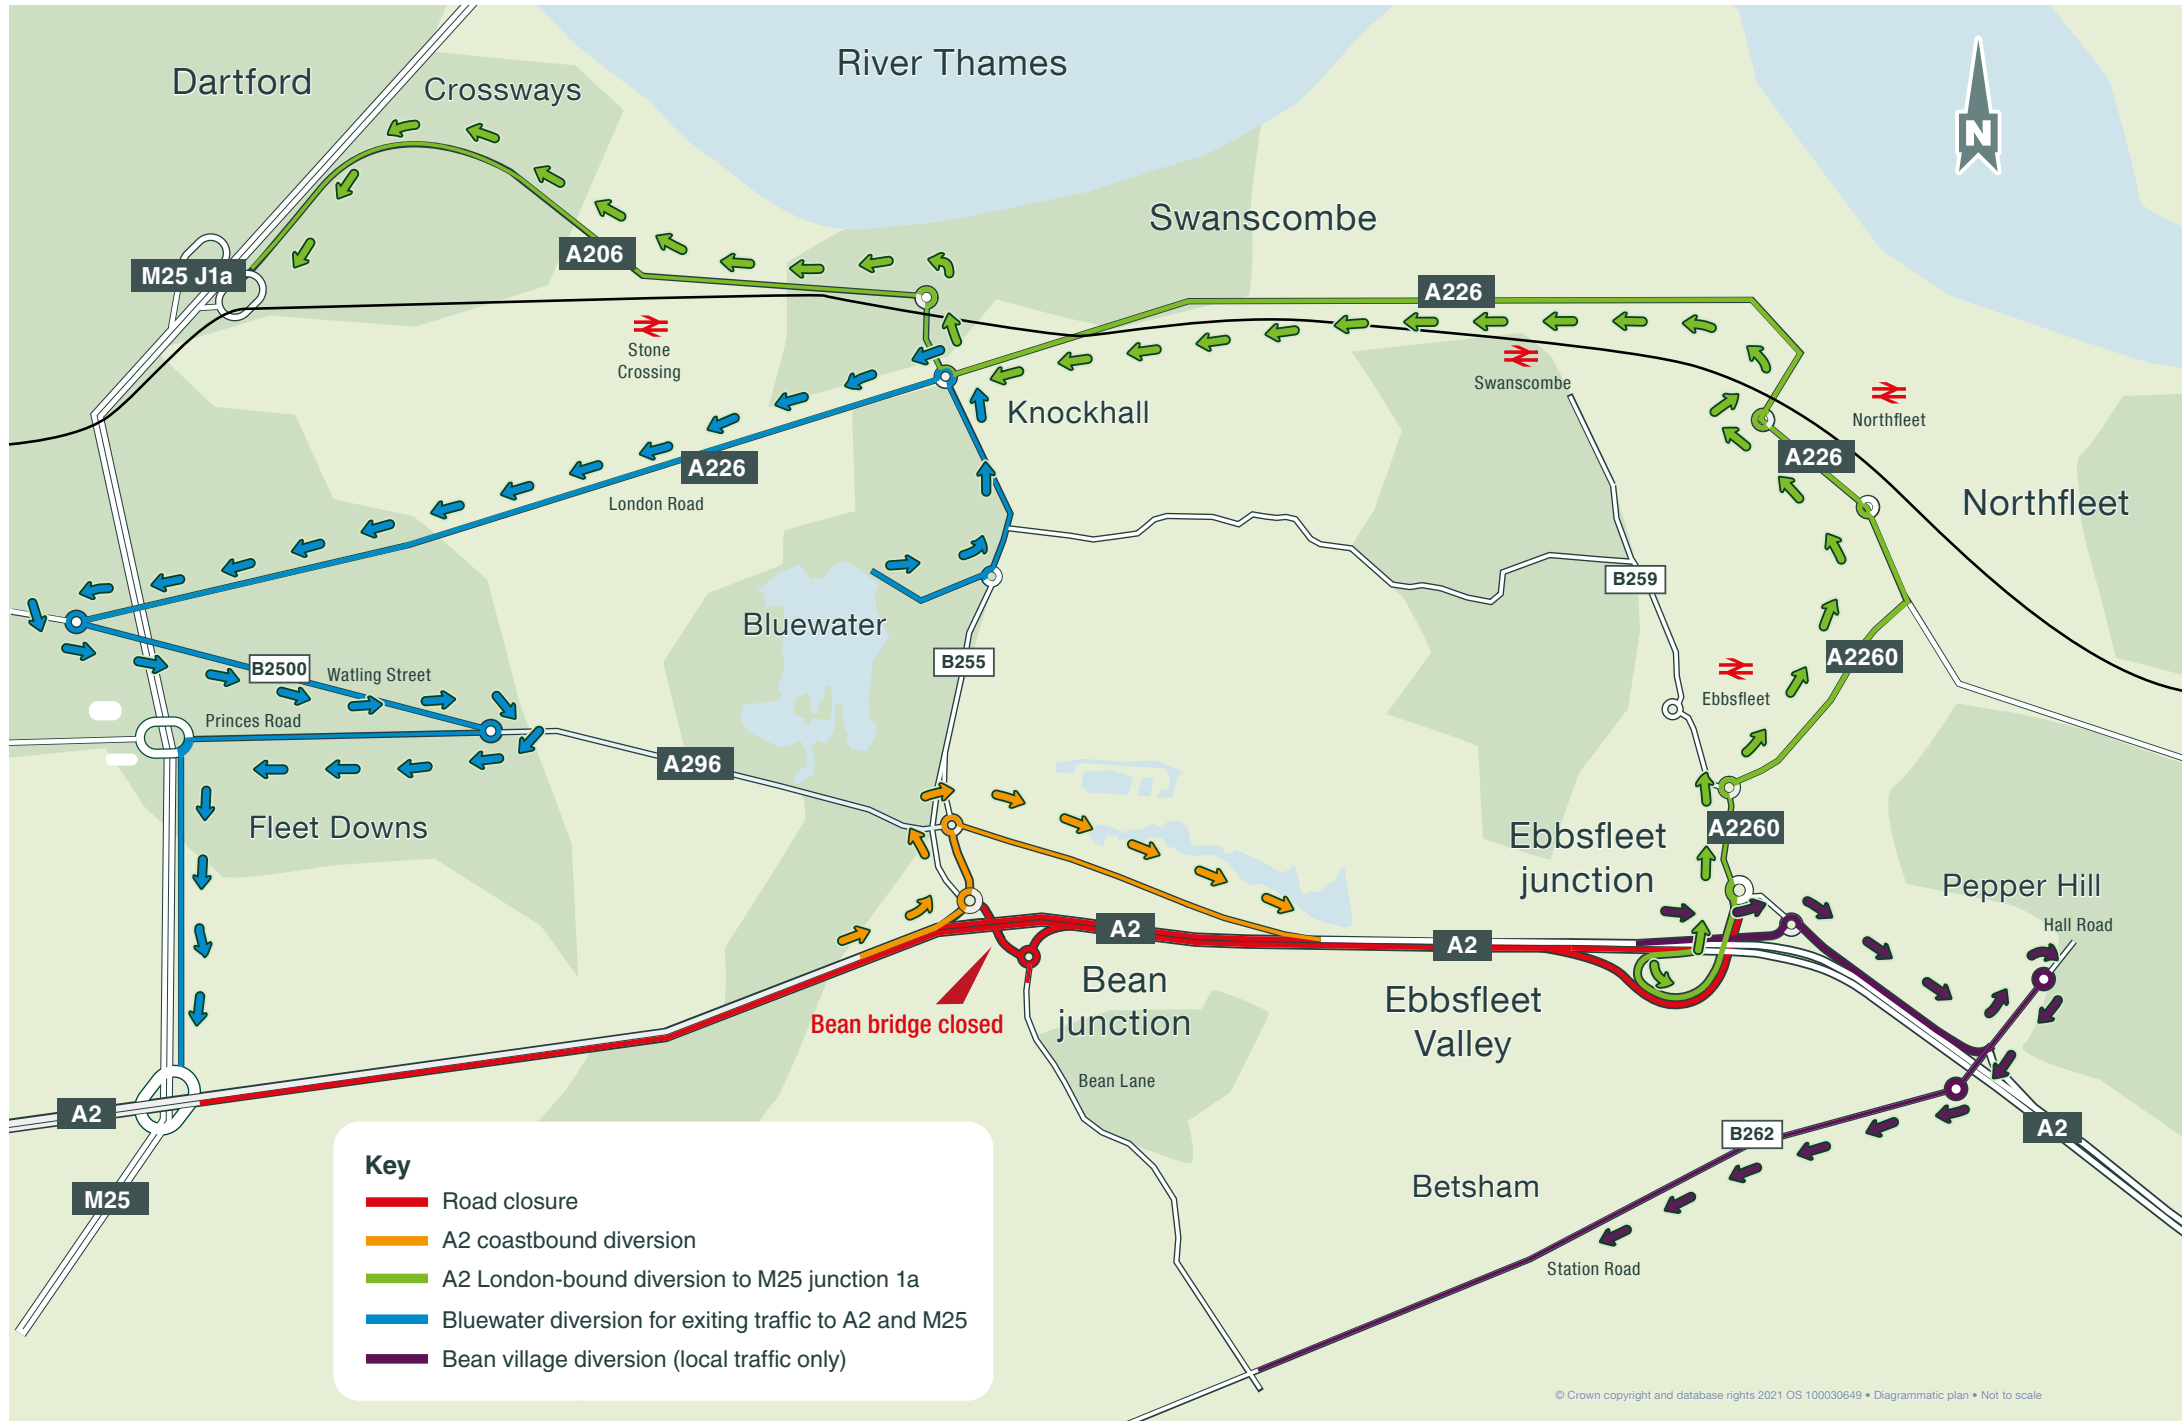 River Thames
Dartford
Crossways
N
Swanscombe
A206
M25 J1a
A226
Stone
Crossing
Swanscombe
Northfleet
Knockhall
A226
A226
London Road
Northfleet
B259
Bluewater
B255
A2260
B2500
Watling Street
Ebbsfleet
Princes Road
A296
Fleet Downs
A2260
Ebbsfleet
junction
Pepper Hill
Hall Road
A2
A2
Bean
junction
Bean bridge closed
Ebbsfleet
Valley
Bean Lane
A2
A2
B262
M25
Betsham
Station Road
Key
Road closure
A2 coastbound diversion
A2 London-bound diversion to M25 junction 1a
Bluewater diversion for exiting traffic to A2 and M25
Bean village diversion (local traffic only)
© Crown copyright and database rights 2021 OS 100030649 • Diagrammatic plan • Not to scale